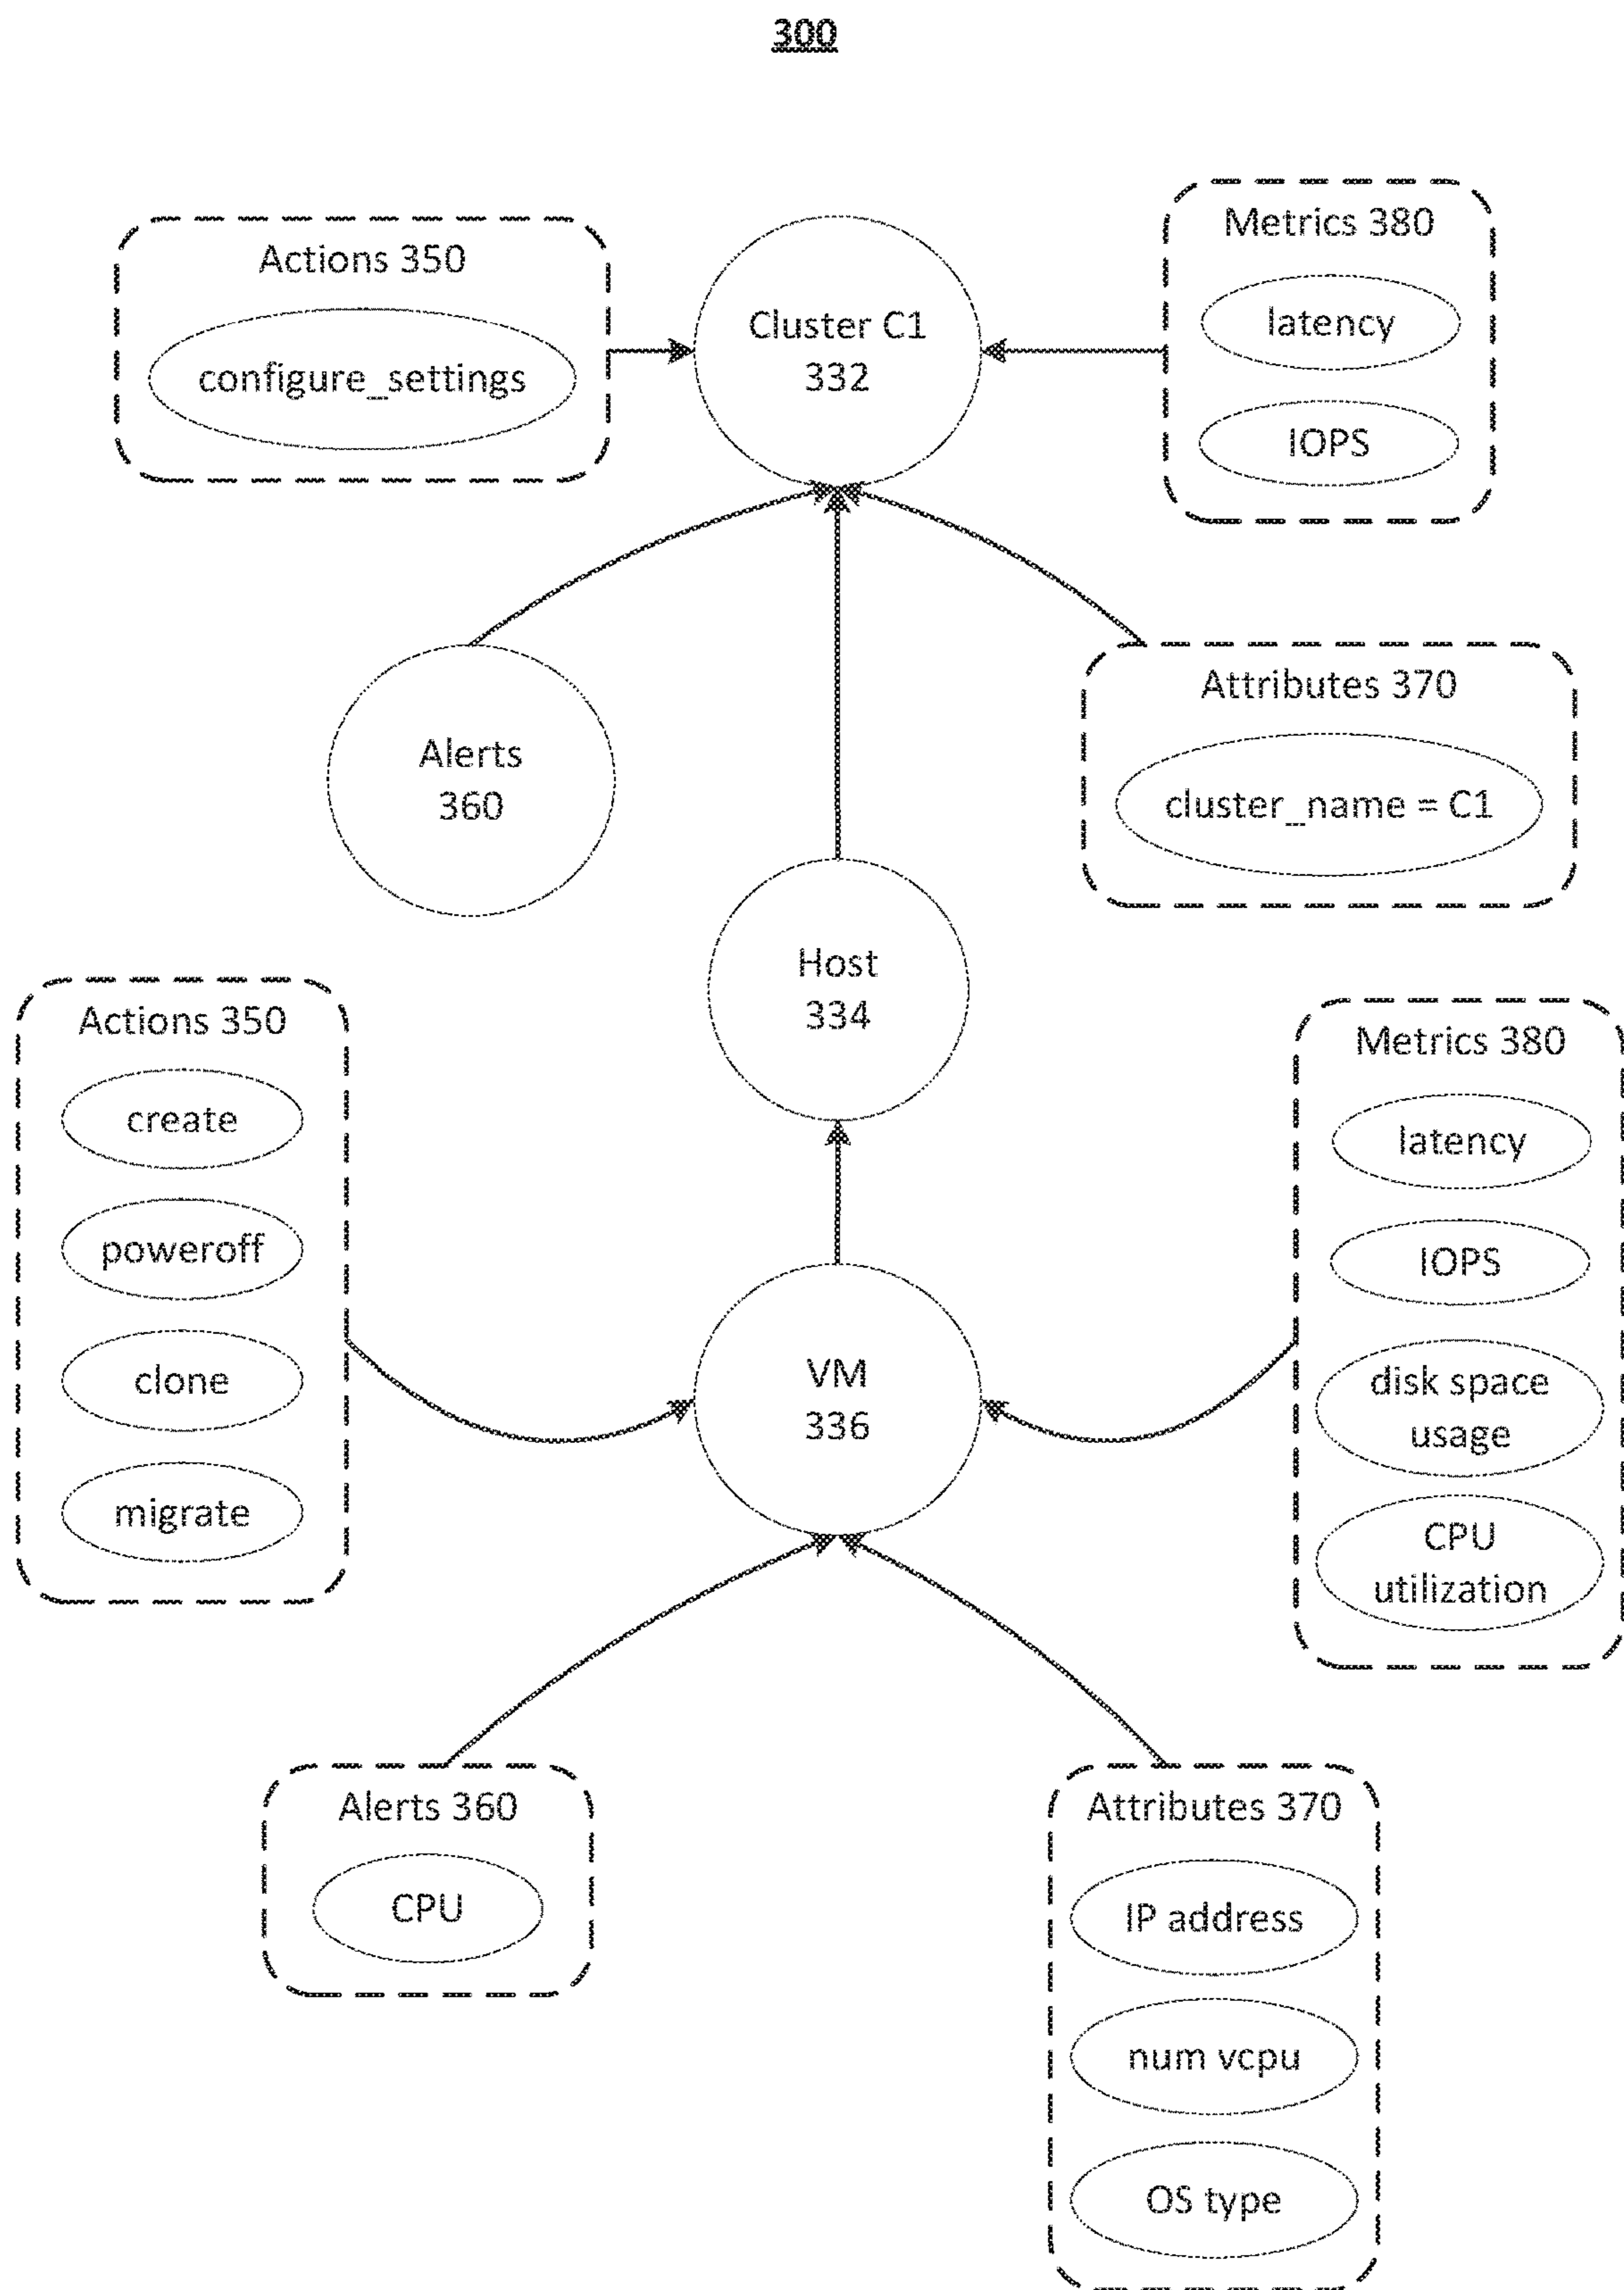 300
Actions 350
configure_settings
Cluster C1
332
Metrics 380
latency
IOPS
Alerts
360
Attributes 370
cluster_name = C1
Host
334
Actions 350
create
poweroff
clone
migrate
VM
336
Metrics 380
latency
IOPS
disk space
usage
CPU
utilization
Alerts 360
CPU
Attributes 370
IP address
num vcpu
OS type